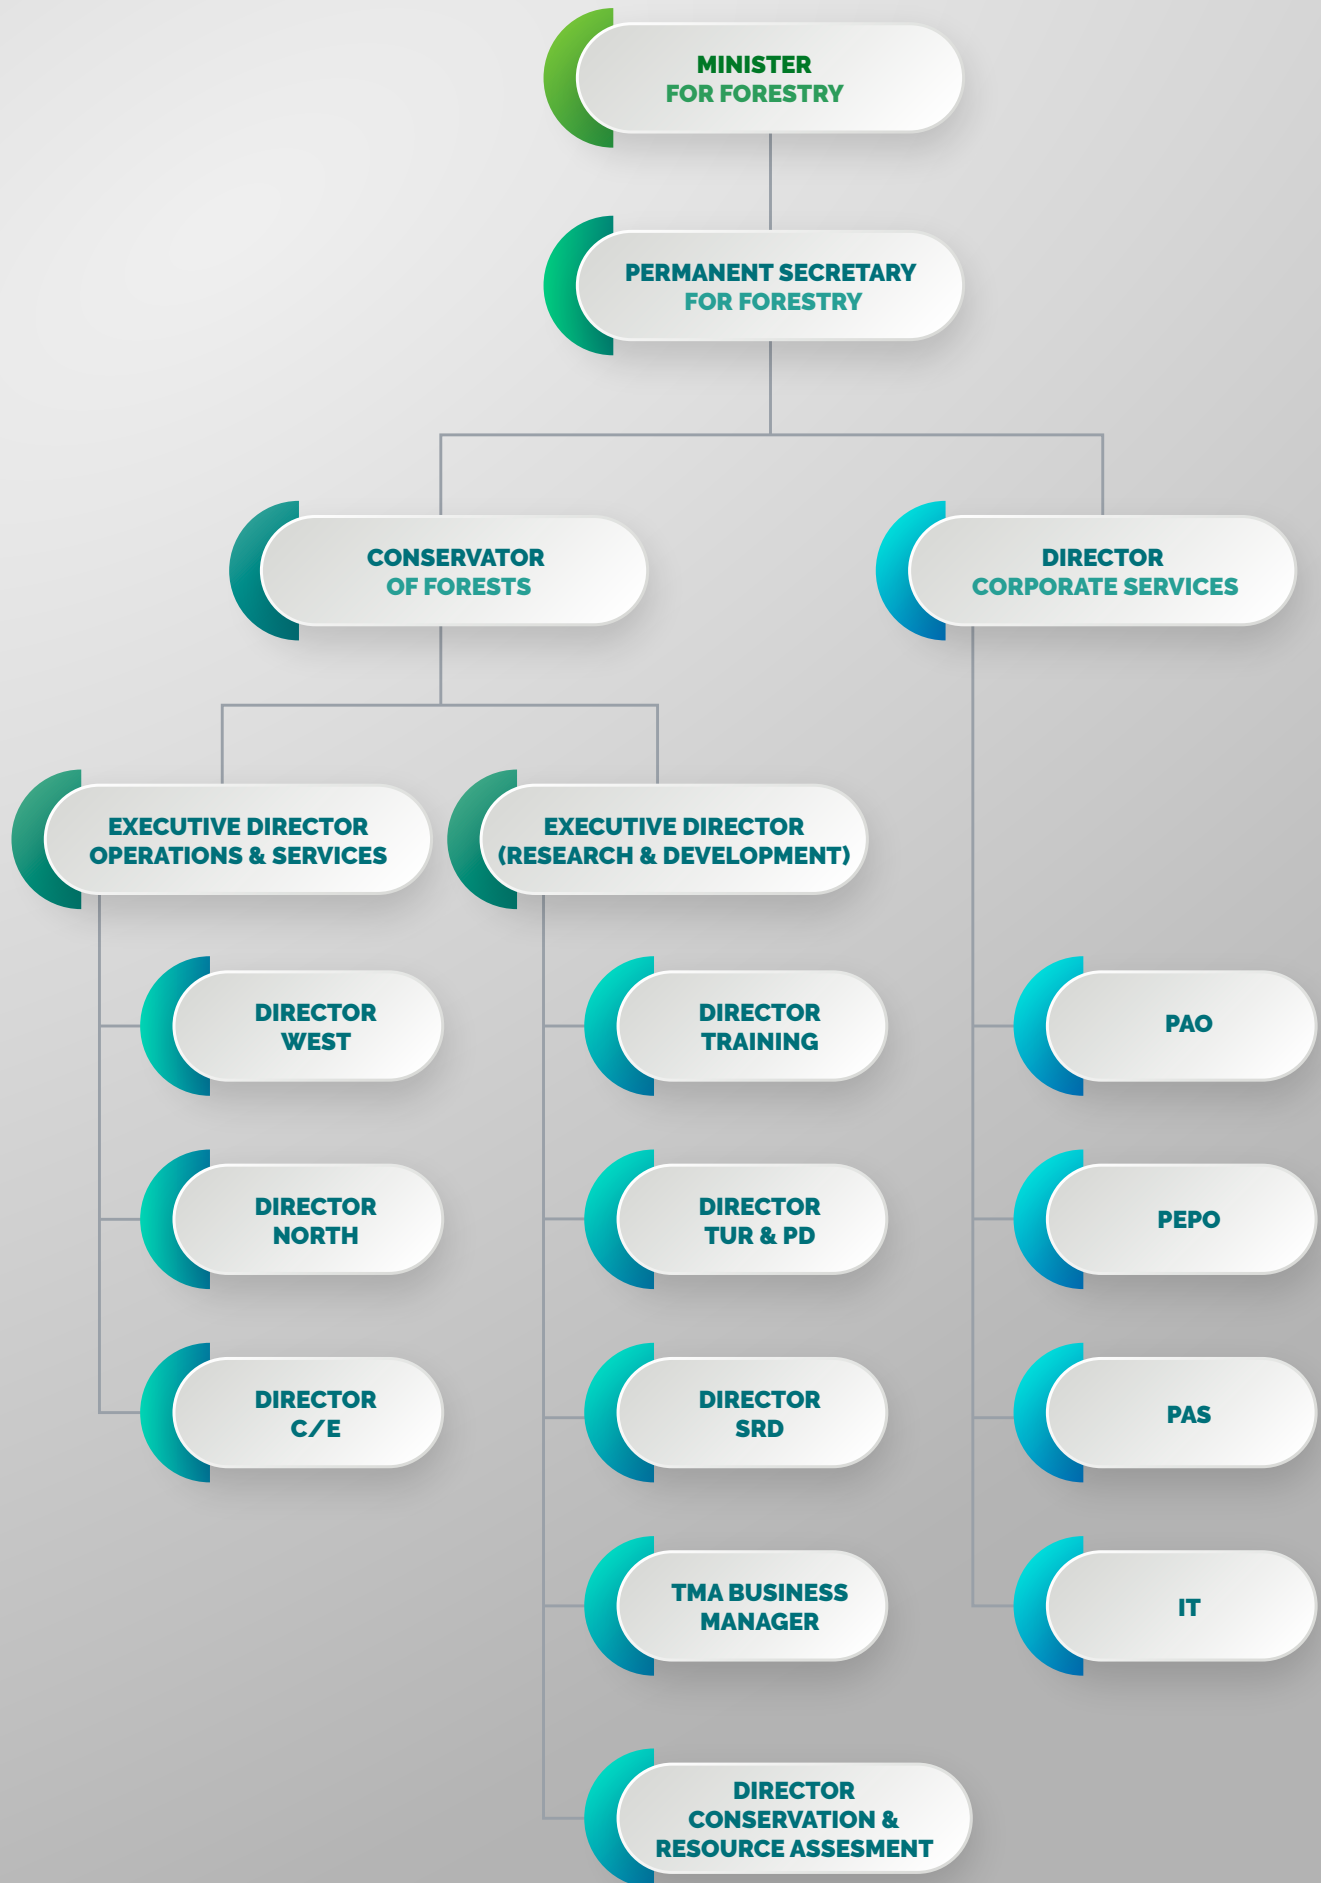 MINISTER
FOR FORESTRY
PERMANENT SECRETARY
FOR FORESTRY
CONSERVATOR
OF FORESTS
DIRECTOR
CORPORATE SERVICES
EXECUTIVE DIRECTOR
OPERATIONS & SERVICES
EXECUTIVE DIRECTOR
(RESEARCH & DEVELOPMENT)
DIRECTOR
WEST
DIRECTOR
TRAINING
PAO
DIRECTOR
NORTH
DIRECTOR
TUR & PD
PEPO
DIRECTOR
C/E
DIRECTOR
SRD
PAS
TMA BUSINESS
MANAGER
IT
DIRECTOR
CONSERVATION &
RESOURCE ASSESMENT